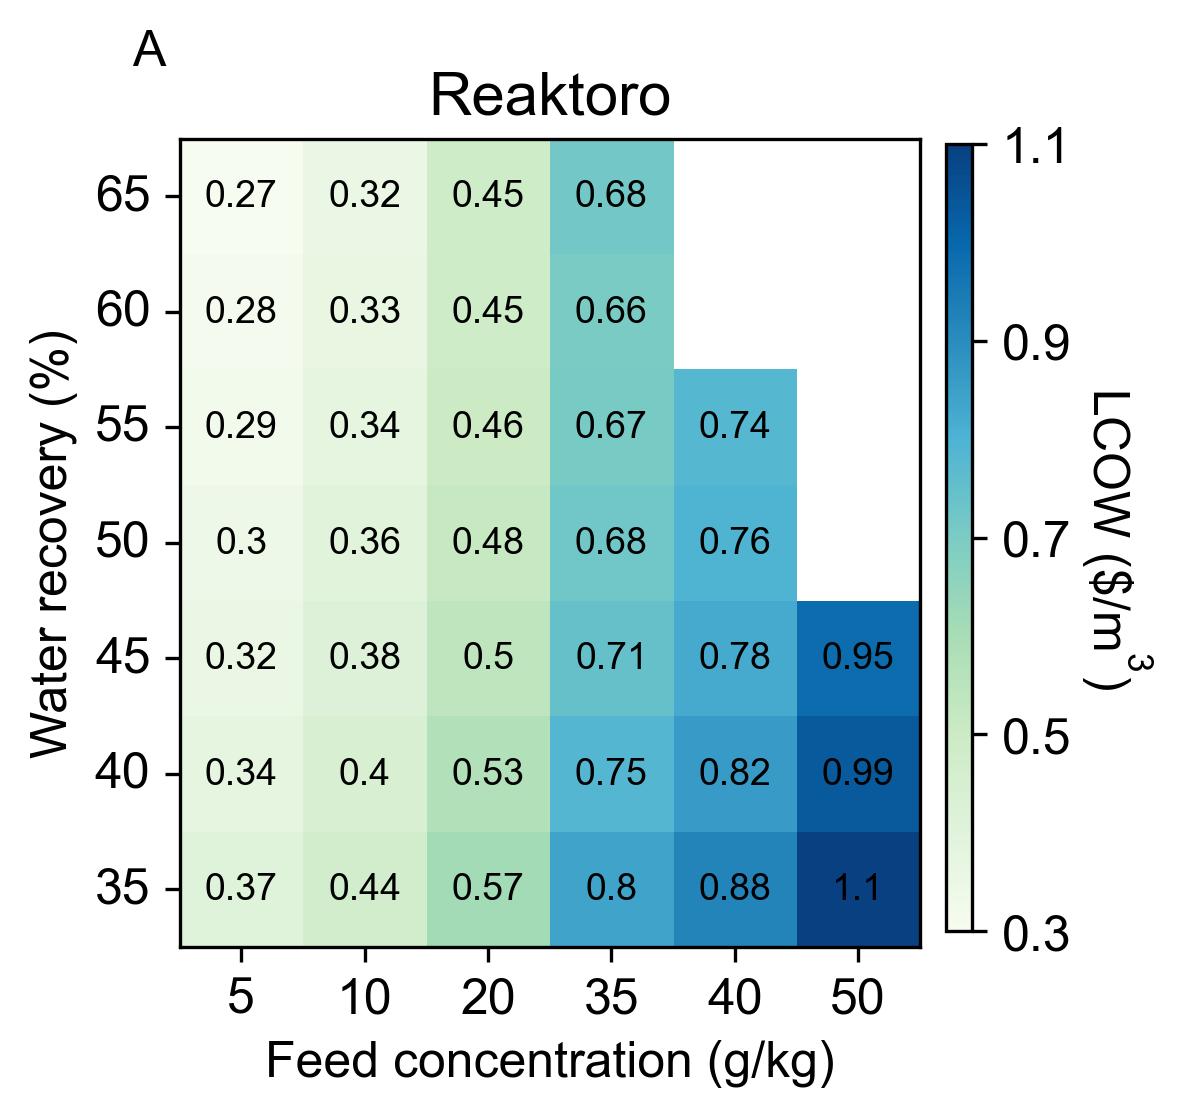 A
Reaktoro
65 0.27 0.32 0.45 0.68
60 0.28 0.33 0.45 0.66
55 0.29 0.34 0.46 0.67 0.74
50 0.3 0.36 0.48 0.68 0.76
45 0.32 0.38 0.5 0.71 0.78 0.95
40 0.34 0.4 0.53 0.75 0.82 0.99
35 0.37 0.44 0.57 0.8 0.88 1.1
5 10 20 35 40 50
Feed concentration (g/kg)
Water recovery (%)
1.1
0.9
0.7
0.5
0.3
LCOW ($/m³)